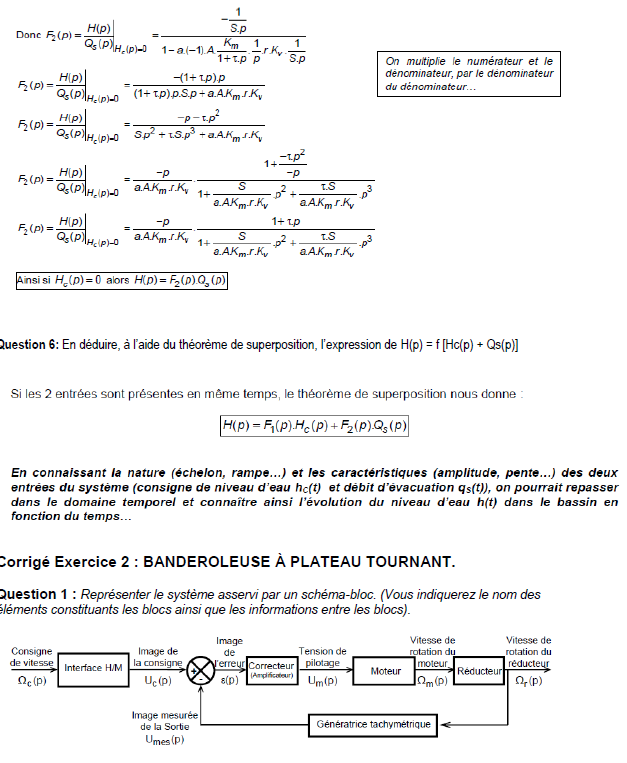 Donc F₂(p) = H(p)/Qₛ(p)|H꜀(p)=0 = (-1/(S.p)) / (1 - a.(-1).A.Kₘ/(1+τ.p).1/p.r.Kᵥ.1/(S.p))
On multiplie le numérateur et le
dénominateur, par le dénominateur
du dénominateur…
F₂(p) = H(p)/Qₛ(p)|H꜀(p)=0 = -(1+τ.p).p / ((1+τ.p).p.S.p + a.A.Kₘ.r.Kᵥ)
F₂(p) = H(p)/Qₛ(p)|H꜀(p)=0 = (-p - τ.p²) / (S.p² + τ.S.p³ + a.A.Kₘ.r.Kᵥ)
F₂(p) = H(p)/Qₛ(p)|H꜀(p)=0 = -p/(a.A.Kₘ.r.Kᵥ) . (1 + (-τ.p²)/(-p)) / (1 + S/(a.A.Kₘ.r.Kᵥ).p² + τ.S/(a.A.Kₘ.r.Kᵥ).p³)
F₂(p) = H(p)/Qₛ(p)|H꜀(p)=0 = -p/(a.A.Kₘ.r.Kᵥ) . (1 + τ.p) / (1 + S/(a.A.Kₘ.r.Kᵥ).p² + τ.S/(a.A.Kₘ.r.Kᵥ).p³)
Ainsi si H꜀(p) = 0 alors H(p) = F₂(p).Qₛ(p)
Question 6: En déduire, à l'aide du théorème de superposition, l'expression de H(p) = f [Hc(p) + Qs(p)]
Si les 2 entrées sont présentes en même temps, le théorème de superposition nous donne :
H(p) = F₁(p).H꜀(p) + F₂(p).Qₛ(p)
En connaissant la nature (échelon, rampe…) et les caractéristiques (amplitude, pente…) des deux
entrées du système (consigne de niveau d'eau hC(t) et débit d'évacuation qS(t)), on pourrait repasser
dans le domaine temporel et connaître ainsi l'évolution du niveau d'eau h(t) dans le bassin en
fonction du temps…
Corrigé Exercice 2 : BANDEROLEUSE À PLATEAU TOURNANT.
Question 1 : Représenter le système asservi par un schéma-bloc. (Vous indiquerez le nom des
éléments constituants les blocs ainsi que les informations entre les blocs).
Consigne
de vitesse
Ω꜀(p)
Interface H/M
Image de
la consigne
U꜀(p)
+
-
Image
de
l'erreur
ε(p)
Correcteur
(Amplificateur)
Tension de
pilotage
Uₘ(p)
Moteur
Vitesse de
rotation du
moteur
Ωₘ(p)
Réducteur
Vitesse de
rotation du
réducteur
Ωᵣ(p)
Image mesurée
de la Sortie
Uₘₑₛ(p)
Génératrice tachymétrique